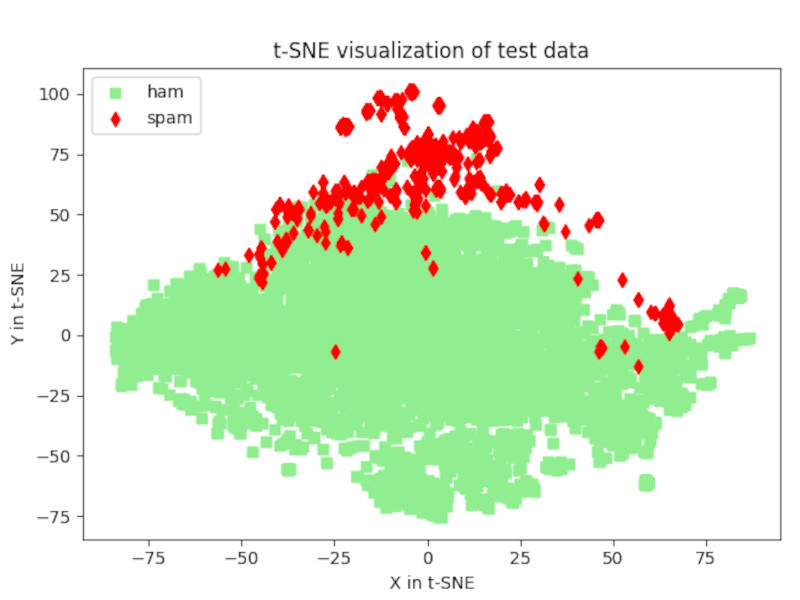 t-SNE visualization of test data
ham
spam
100
75
50
25
0
−25
−50
−75
Y in t-SNE
−75 −50 −25 0 25 50 75
X in t-SNE